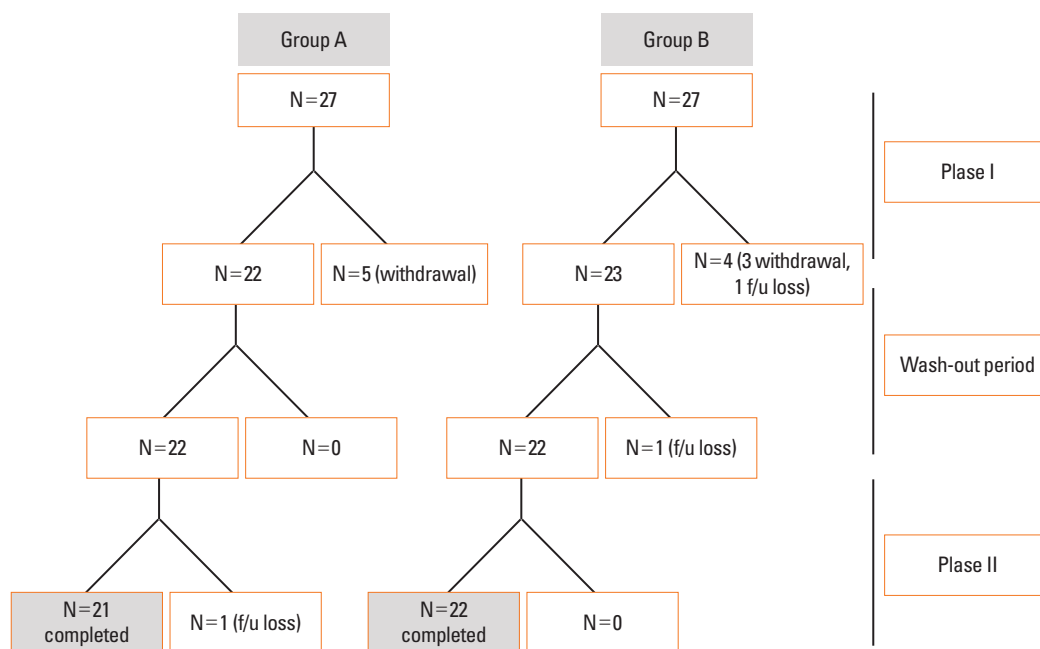 Group A
Group B
N=27
N=27
Plase I
N=22
N=5 (withdrawal)
N=23
N=4 (3 withdrawal,
1 f/u loss)
Wash-out period
N=22
N=0
N=22
N=1 (f/u loss)
Plase II
N=21
completed
N=1 (f/u loss)
N=22
completed
N=0